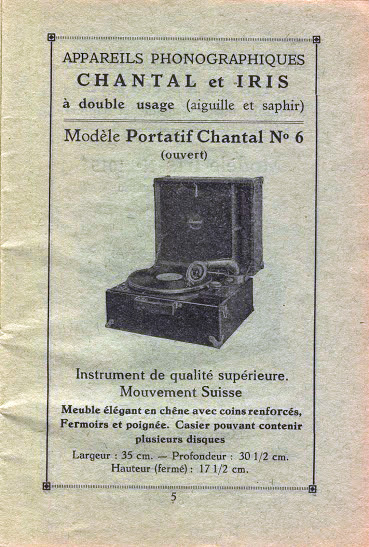 APPAREILS PHONOGRAPHIQUES
CHANTAL et IRIS
à double usage (aiguille et saphir)
Modèle Portatif Chantal Nº 6
(ouvert)
Instrument de qualité supérieure.
Mouvement Suisse
Meuble élégant en chêne avec coins renforcés,
Fermoirs et poignée. Casier pouvant contenir
plusieurs disques
Largeur : 35 cm. — Profondeur : 30 1/2 cm.
Hauteur (fermé) : 17 1/2 cm.
5